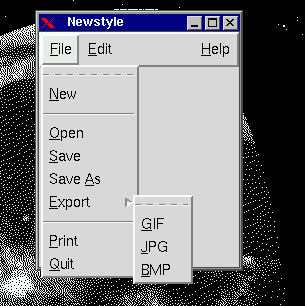 Newstyle
File Edit Help
New
Open
Save
Save As
Export
GIF
JPG
BMP
Print
Quit